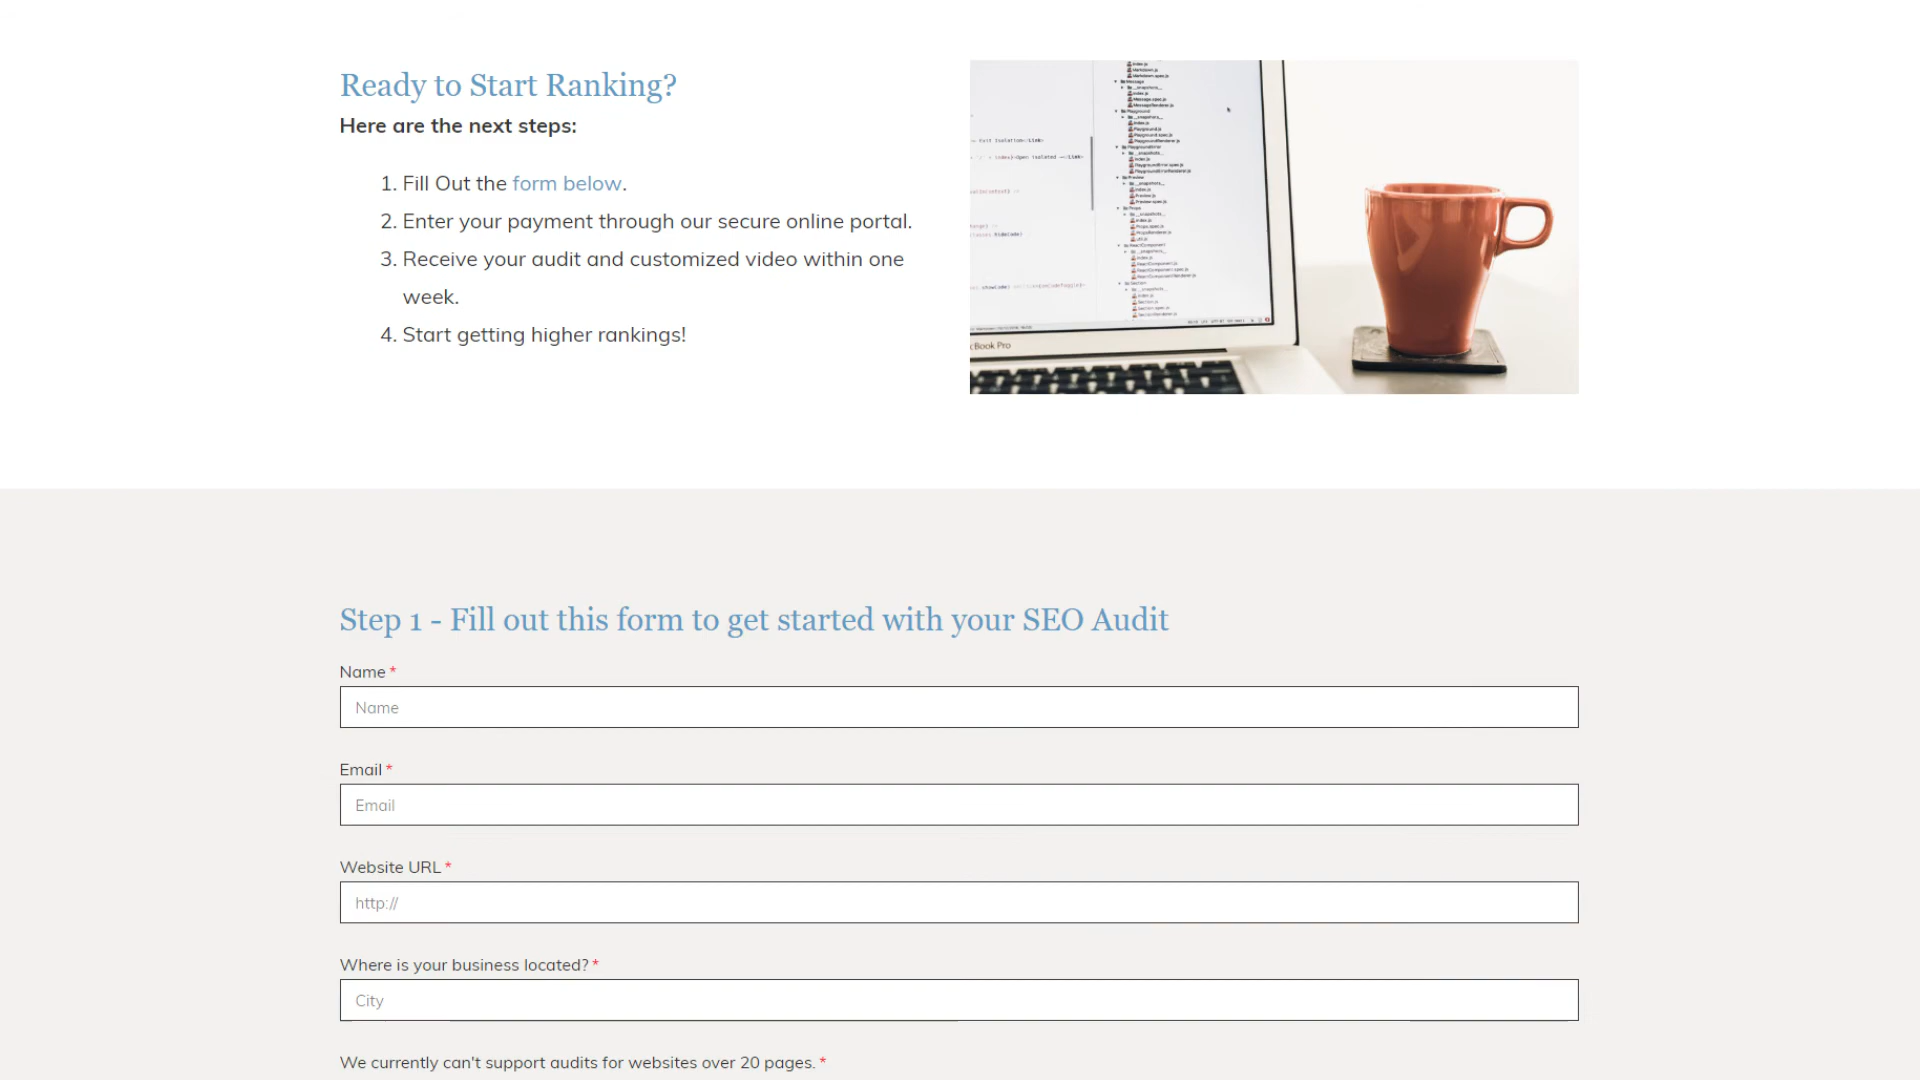 Ready to Start Ranking?
Here are the next steps:
1. Fill Out the form below.
2. Enter your payment through our secure online portal.
3. Receive your audit and customized video within one
week.
4. Start getting higher rankings!
Step 1 - Fill out this form to get started with your SEO Audit
Name *
Name
Email *
Email
Website URL *
http://
Where is your business located? *
City
We currently can't support audits for websites over 20 pages. *